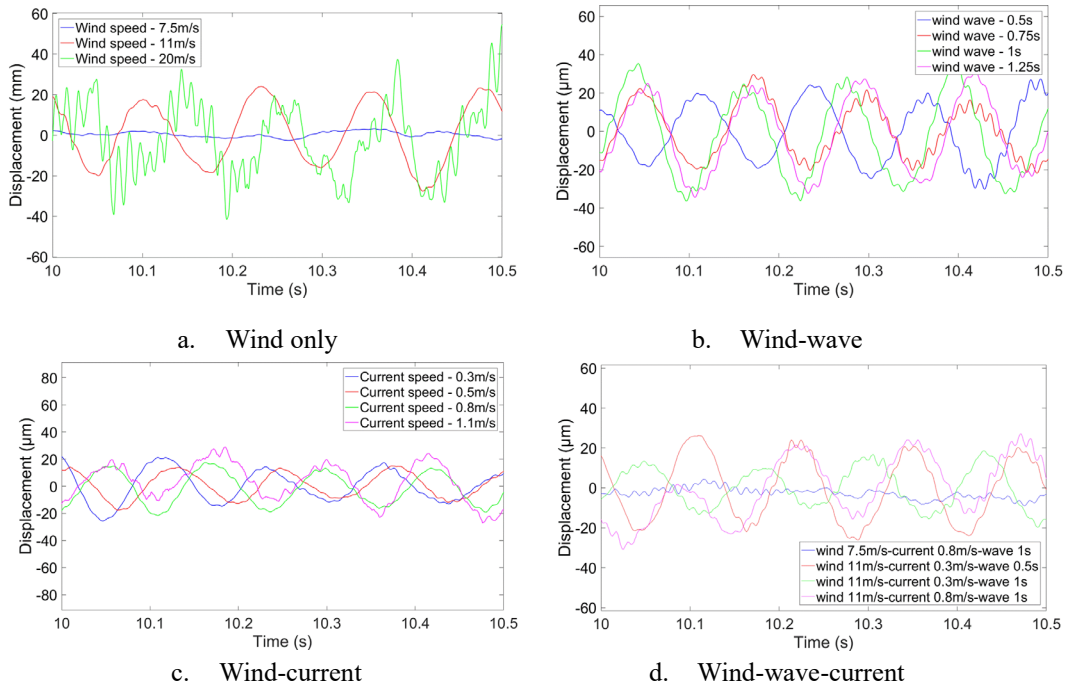 60
40
20
0
-20
-40
-60
Displacement (mm)
Wind speed - 7.5m/s
Wind speed - 11m/s
Wind speed - 20m/s
10 10.1 10.2 10.3 10.4 10.5
Time (s)
a. Wind only
60
40
20
0
-20
-40
-60
Displacement (μm)
wind wave - 0.5s
wind wave - 0.75s
wind wave - 1s
wind wave - 1.25s
10 10.1 10.2 10.3 10.4 10.5
Time (s)
b. Wind-wave
80
60
40
20
0
-20
-40
-60
-80
Displacement (μm)
Current speed - 0.3m/s
Current speed - 0.5m/s
Current speed - 0.8m/s
Current speed - 1.1m/s
10 10.1 10.2 10.3 10.4 10.5
Time (s)
c. Wind-current
60
40
20
0
-20
-40
-60
Displacement (μm)
wind 7.5m/s-current 0.8m/s-wave 1s
wind 11m/s-current 0.3m/s-wave 0.5s
wind 11m/s-current 0.3m/s-wave 1s
wind 11m/s-current 0.8m/s-wave 1s
10 10.1 10.2 10.3 10.4 10.5
Time (s)
d. Wind-wave-current